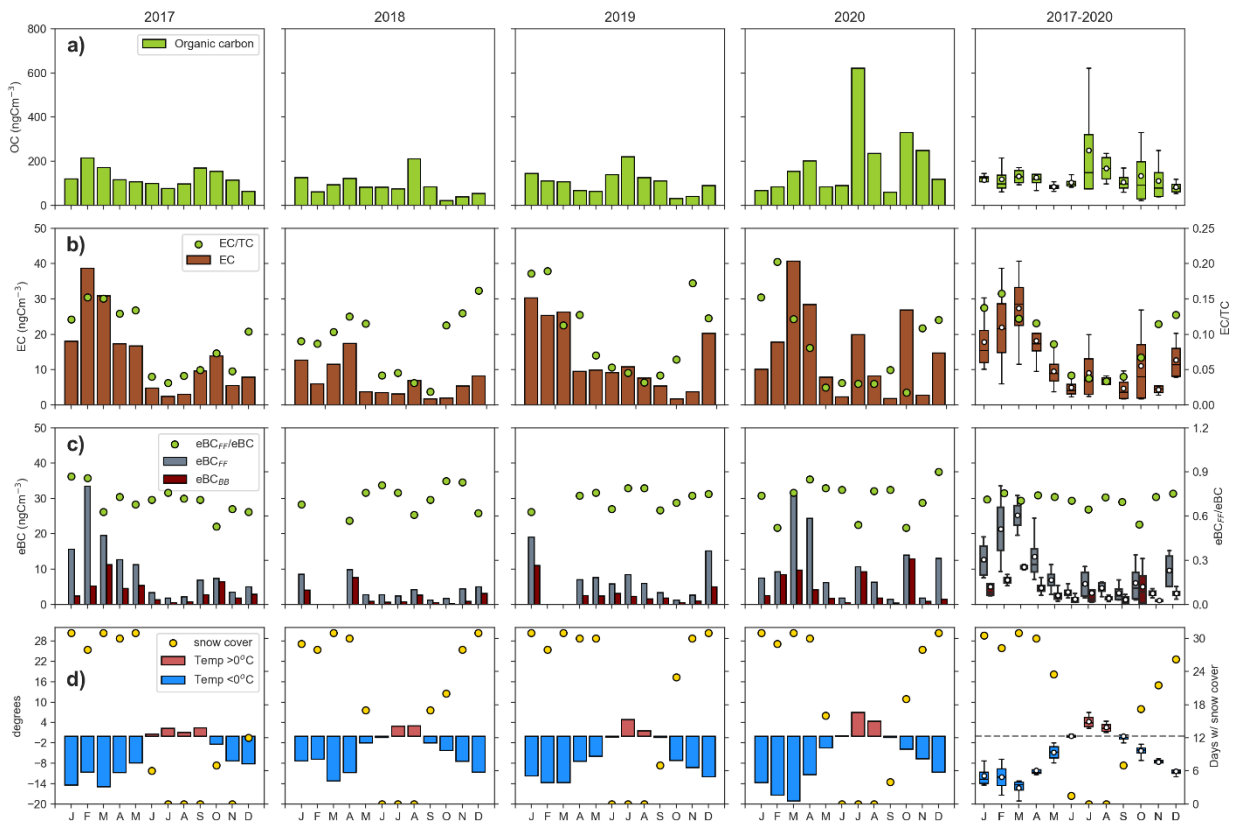 2017 2018 2019 2020 2017-2020
a)
Organic carbon
OC (ngCm⁻³)
800
600
400
200
0
b)
EC/TC
EC
EC (ngCm⁻³)
50
40
30
20
10
0
0.25
0.20
0.15
0.10
0.05
0.00
EC/TC
c)
eBC_FF/eBC
eBC_FF
eBC_BB
eBC (ngCm⁻³)
50
40
30
20
10
0
1.2
0.9
0.6
0.3
0.0
eBC_FF/eBC
d)
snow cover
Temp >0°C
Temp <0°C
degrees
28
22
16
10
4
-2
-8
-14
-20
30
24
18
12
6
0
Days w/ snow cover
J F M A M J J A S O N D J F M A M J J A S O N D J F M A M J J A S O N D J F M A M J J A S O N D J F M A M J J A S O N D